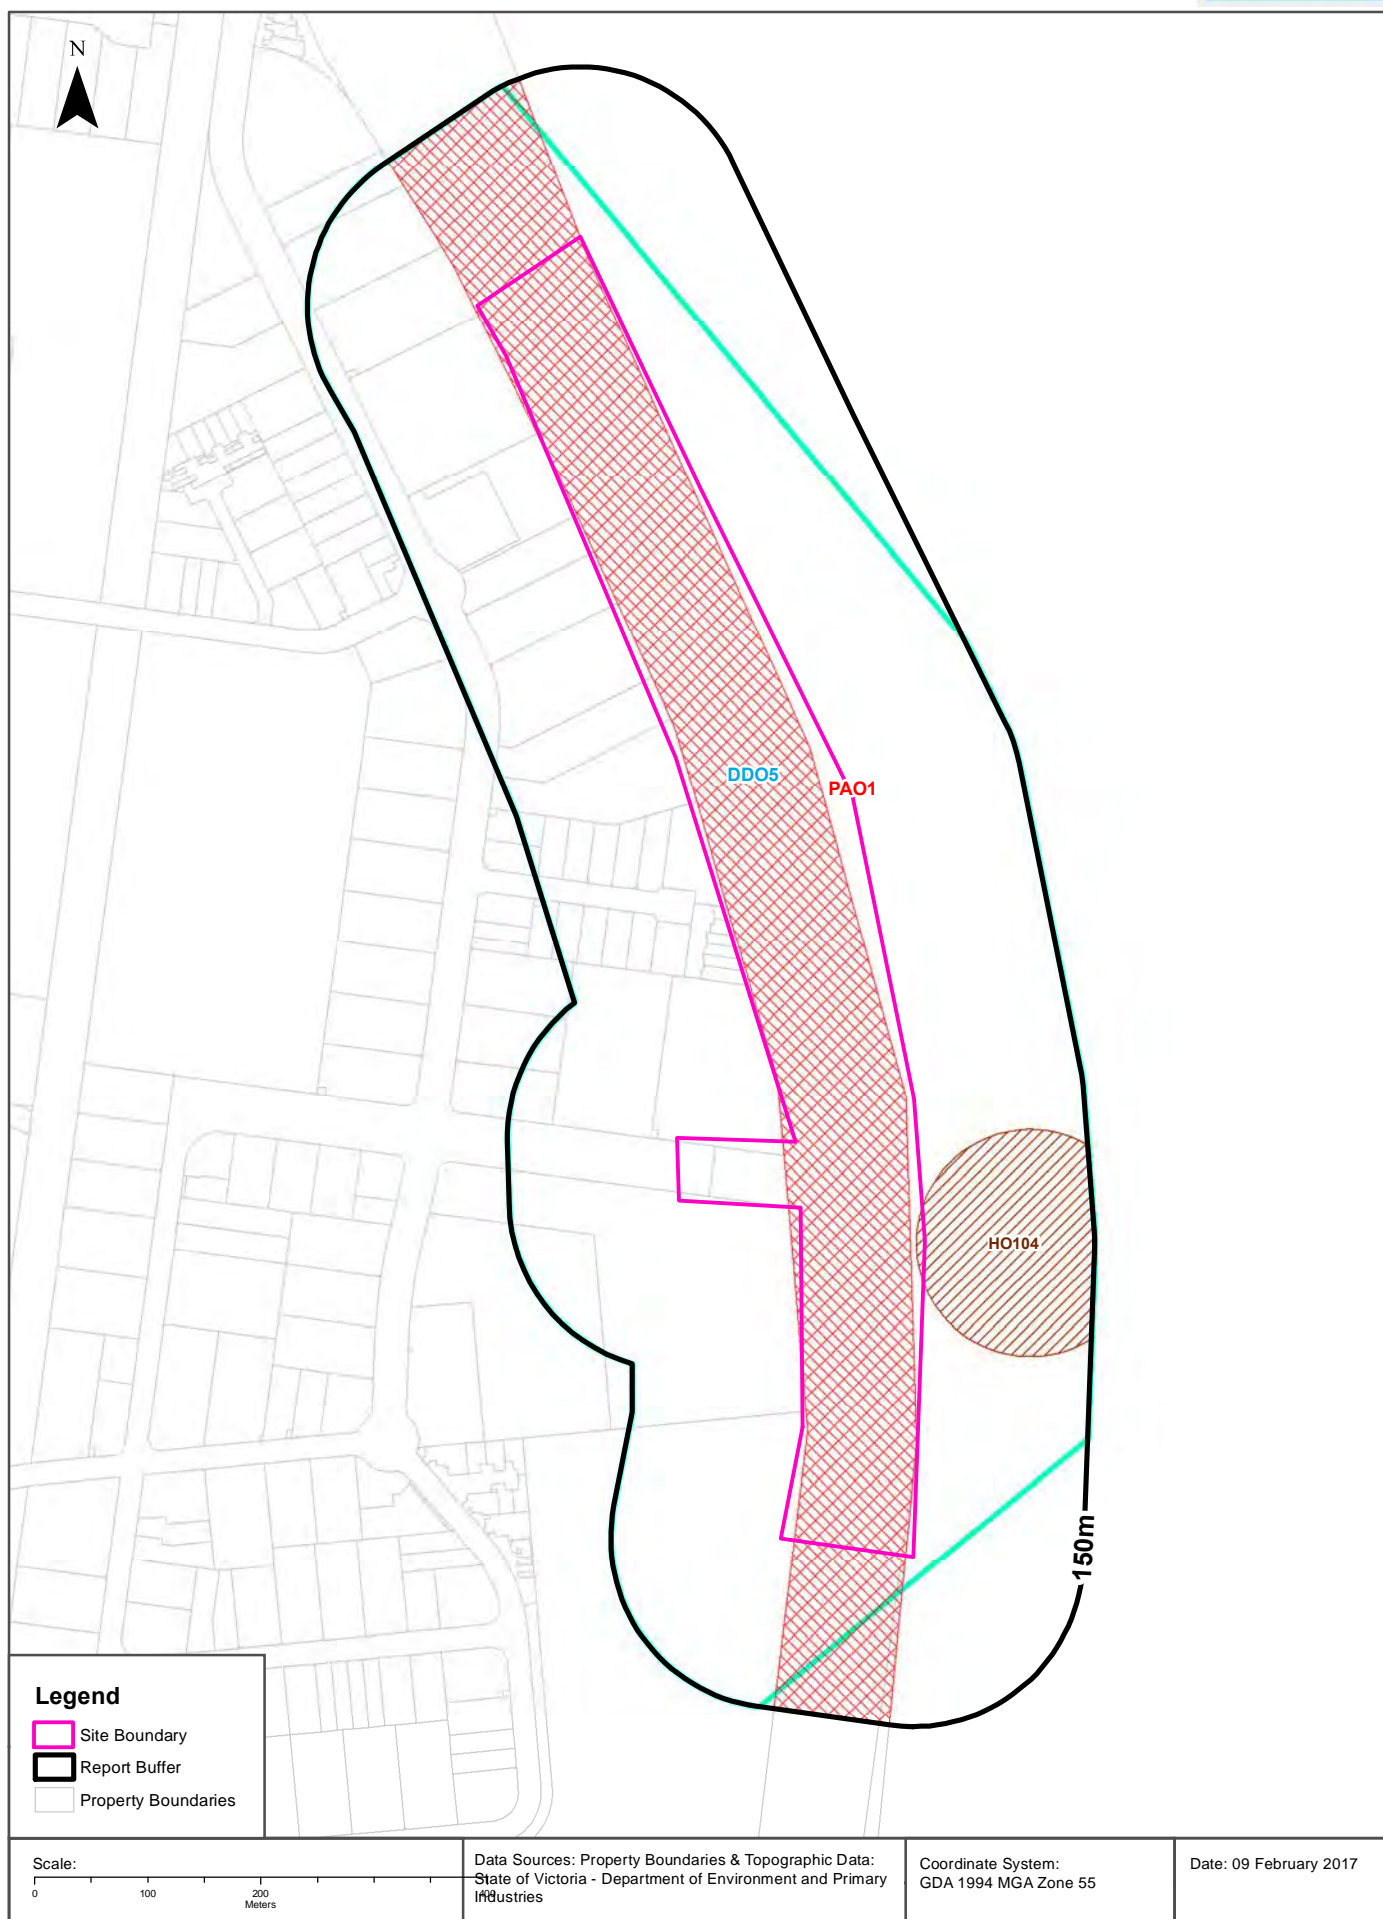 N
DDO5
PAO1
HO104
150m
Legend
Site Boundary
Report Buffer
Property Boundaries
Scale:
0 100 200 400
Meters
Data Sources: Property Boundaries & Topographic Data:
State of Victoria - Department of Environment and Primary
Industries
Coordinate System:
GDA 1994 MGA Zone 55
Date: 09 February 2017